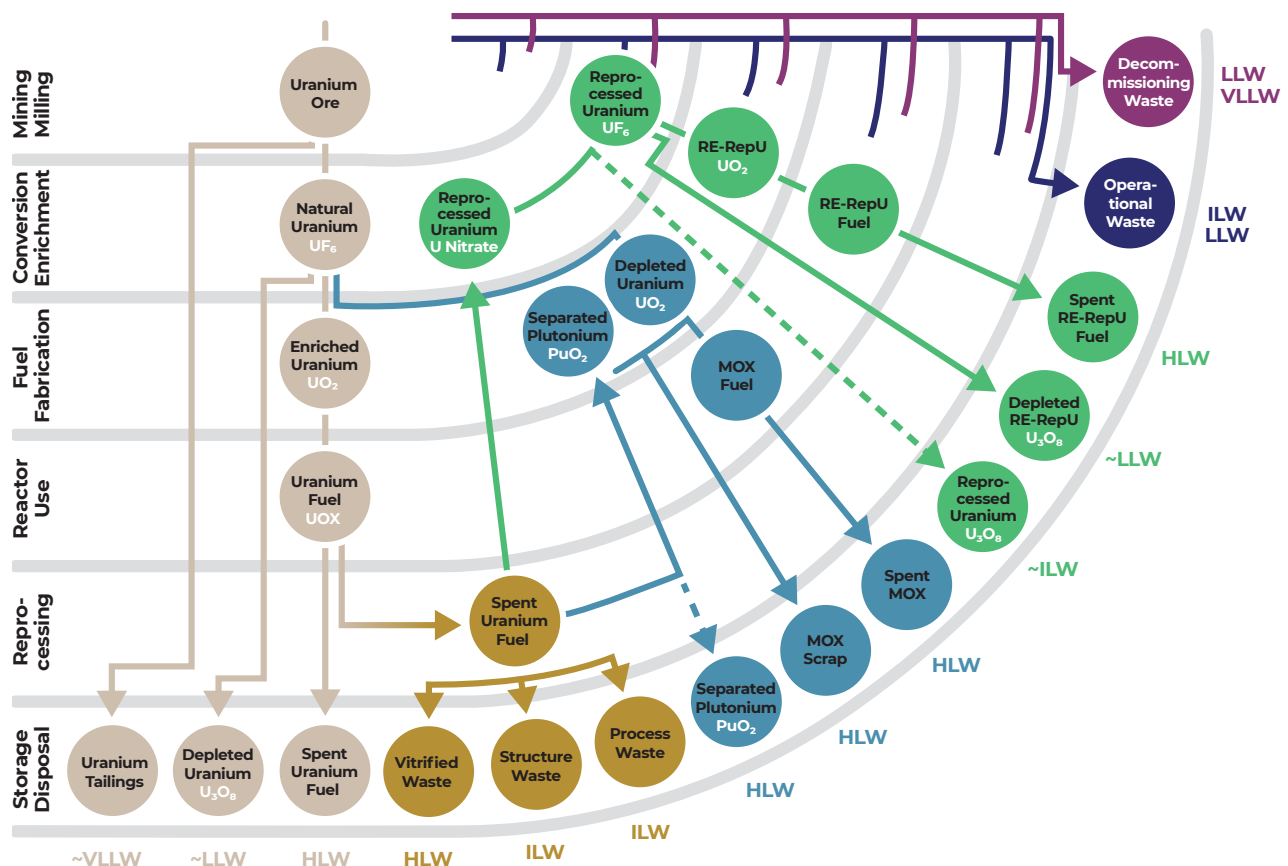 Mining
Milling
Conversion
Enrichment
Fuel
Fabrication
Reactor
Use
Repro-
cessing
Storage
Disposal
Uranium
Ore
Natural
Uranium
UF₆
Enriched
Uranium
UO₂
Uranium
Fuel
UOX
Uranium
Tailings
Depleted
Uranium
U₃O₈
Spent
Uranium
Fuel
~VLLW
~LLW
HLW
Spent
Uranium
Fuel
Vitrified
Waste
Structure
Waste
Process
Waste
HLW
ILW
ILW
Depleted
Uranium
UO₂
Separated
Plutonium
PuO₂
MOX
Fuel
Separated
Plutonium
PuO₂
MOX
Scrap
Spent
MOX
HLW
HLW
HLW
Repro-
cessed
Uranium
UF₆
Repro-
cessed
Uranium
U Nitrate
RE-RepU
UO₂
RE-RepU
Fuel
Spent
RE-RepU
Fuel
Depleted
RE-RepU
U₃O₈
Repro-
cessed
Uranium
U₃O₈
HLW
~LLW
~ILW
Decom-
missioning
Waste
LLW
VLLW
Opera-
tional
Waste
ILW
LLW